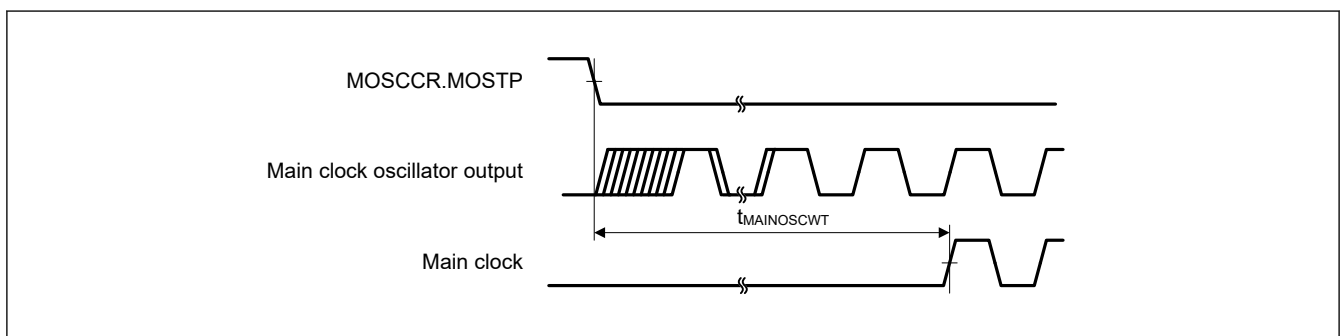 MOSCCR.MOSTP
Main clock oscillator output
tMAINOSCWT
Main clock